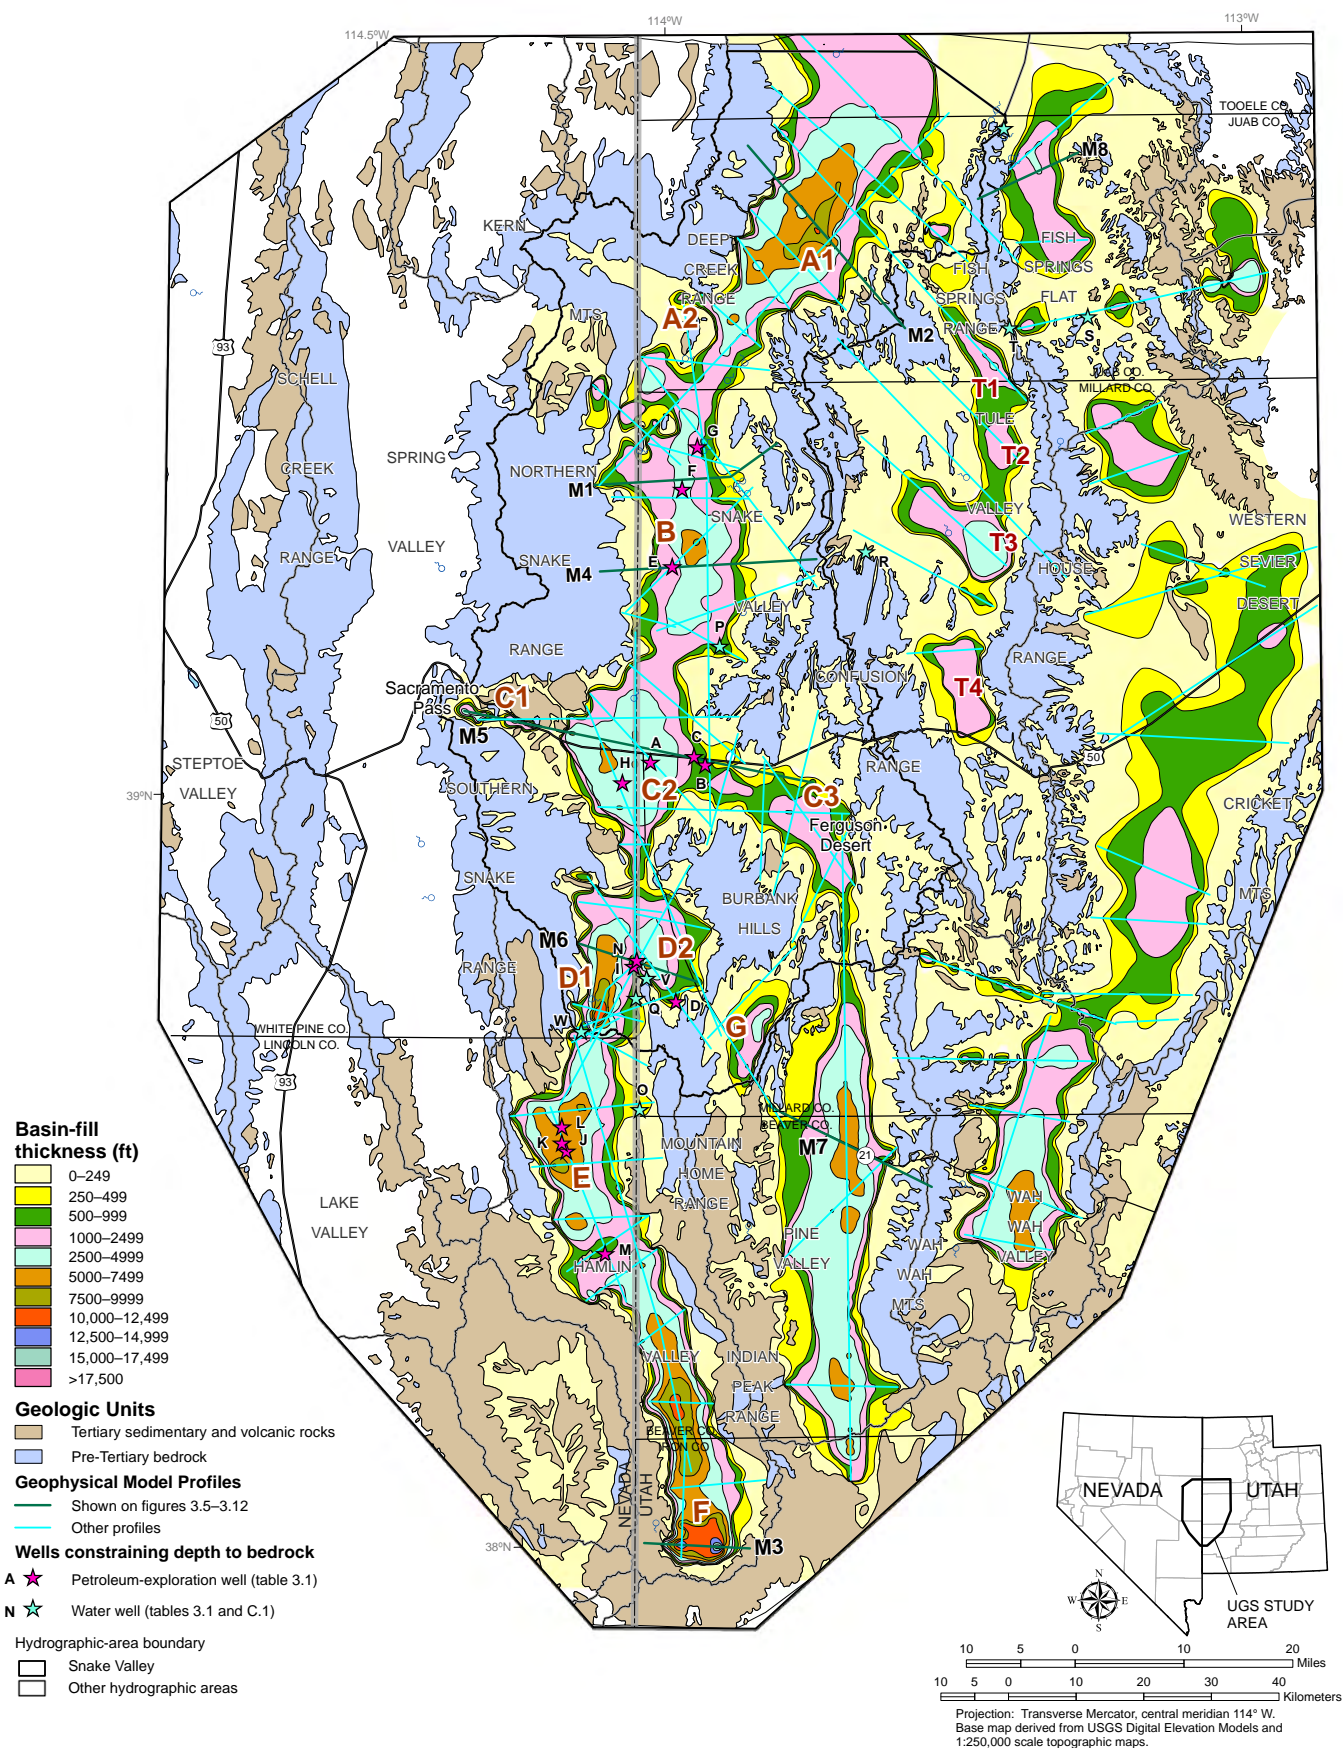 114.5°W
114°W
113°W
TOOELE CO.
JUAB CO.
M8
KERN
DEEP
CREEK
RANGE
A1
FISH
SPRINGS
FLAT
FISH
SPRINGS
RANGE
A2
MTS
M2
T
S
93
SCHELL
JUAB CO.
MILLARD CO.
T1
TULE
G
T2
SPRING
CREEK
NORTHERN
F
M1
VALLEY
SNAKE
WESTERN
B
T3
VALLEY
RANGE
SNAKE
M4
E
R
HOUSE
SEVIER
VALLEY
DESERT
P
RANGE
RANGE
CONFUSION
T4
Sacramento
Pass
C1
50
M5
C
A
50
STEPTOE
H
RANGE
VALLEY
SOUTHERN
C2
B
C3
39°N
CRICKET
Ferguson
Desert
SNAKE
BURBANK
HILLS
MTS
M6
N
D2
RANGE
I
D1
V
Q
D
W
G
WHITE PINE CO.
LINCOLN CO.
93
O
MILLARD CO.
BEAVER CO.
L
K
J
MOUNTAIN
HOME
RANGE
M7
21
E
LAKE
VALLEY
PINE
VALLEY
WAH
WAH
VALLEY
WAH
WAH
MTS
M
HAMLIN
VALLEY
INDIAN
PEAK
RANGE
BEAVER CO.
IRON CO.
NEVADA
UTAH
F
38°N
M3
Basin-fill
thickness (ft)
0–249
250–499
500–999
1000–2499
2500–4999
5000–7499
7500–9999
10,000–12,499
12,500–14,999
15,000–17,499
>17,500
Geologic Units
Tertiary sedimentary and volcanic rocks
Pre-Tertiary bedrock
Geophysical Model Profiles
Shown on figures 3.5–3.12
Other profiles
Wells constraining depth to bedrock
A Petroleum-exploration well (table 3.1)
N Water well (tables 3.1 and C.1)
Hydrographic-area boundary
Snake Valley
Other hydrographic areas
NEVADA
UTAH
N
W E
S
UGS STUDY
AREA
10 5 0 10 20
Miles
10 5 0 10 20 30 40
Kilometers
Projection: Transverse Mercator, central meridian 114° W.
Base map derived from USGS Digital Elevation Models and
1:250,000 scale topographic maps.